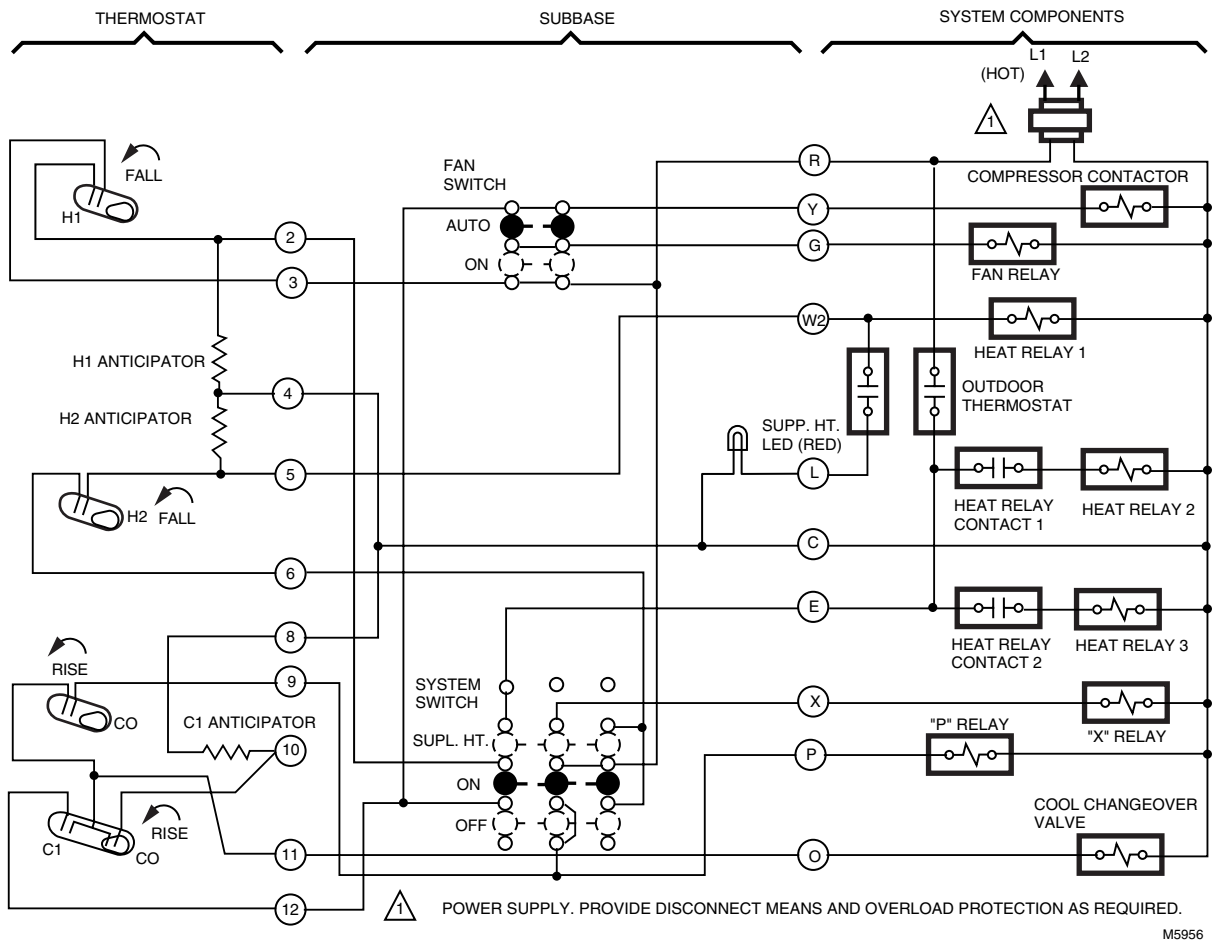 THERMOSTAT
SUBBASE
SYSTEM COMPONENTS
L1
L2
(HOT)
1
FALL
H1
FAN
SWITCH
R
COMPRESSOR CONTACTOR
Y
AUTO
2
G
ON
3
FAN RELAY
W2
H1 ANTICIPATOR
HEAT RELAY 1
4
OUTDOOR
THERMOSTAT
H2 ANTICIPATOR
SUPP. HT.
LED (RED)
5
L
H2
FALL
HEAT RELAY
CONTACT 1
HEAT RELAY 2
C
6
E
8
HEAT RELAY
CONTACT 2
HEAT RELAY 3
RISE
9
SYSTEM
SWITCH
CO
C1 ANTICIPATOR
X
"X" RELAY
"P" RELAY
10
SUPL. HT.
P
ON
RISE
COOL CHANGEOVER
VALVE
OFF
C1
CO
11
O
12
1
POWER SUPPLY. PROVIDE DISCONNECT MEANS AND OVERLOAD PROTECTION AS REQUIRED.
M5956